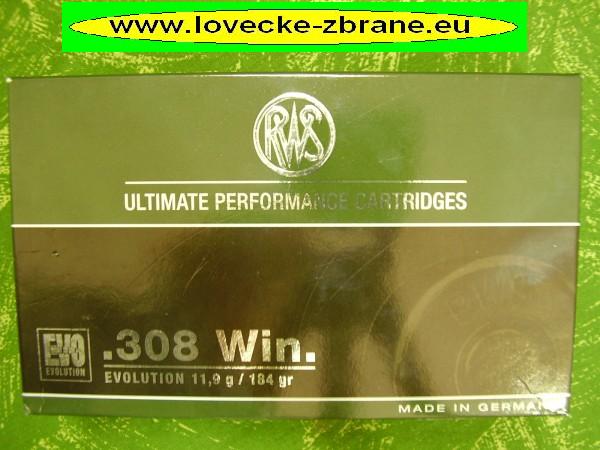 www.lovecke-zbrane.eu
RWS
ULTIMATE PERFORMANCE CARTRIDGES
EVO
EVOLUTION
.308 Win.
EVOLUTION 11,9 g / 184 gr
MADE IN GERMANY